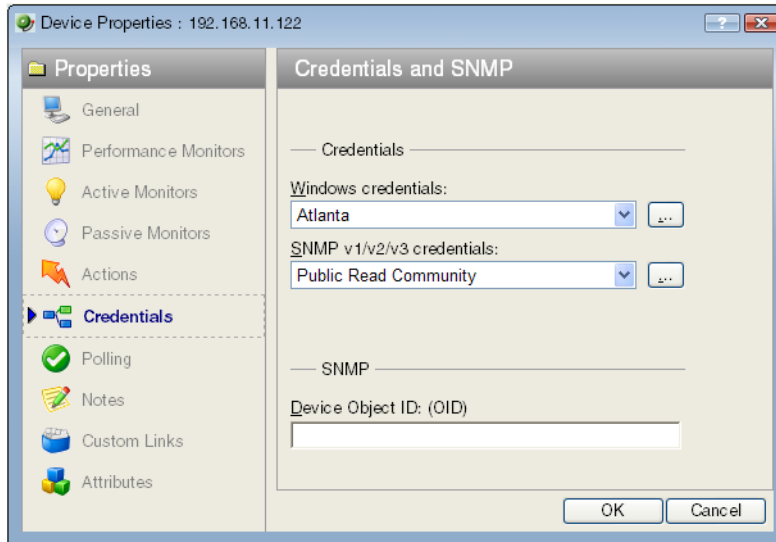 Device Properties : 192.168.11.122
?
Properties
General
Performance Monitors
Active Monitors
Passive Monitors
Actions
Credentials
Polling
Notes
Custom Links
Attributes
Credentials and SNMP
Credentials
Windows credentials:
Atlanta
...
SNMP v1/v2/v3 credentials:
Public Read Community
...
SNMP
Device Object ID: (OID)
OK
Cancel